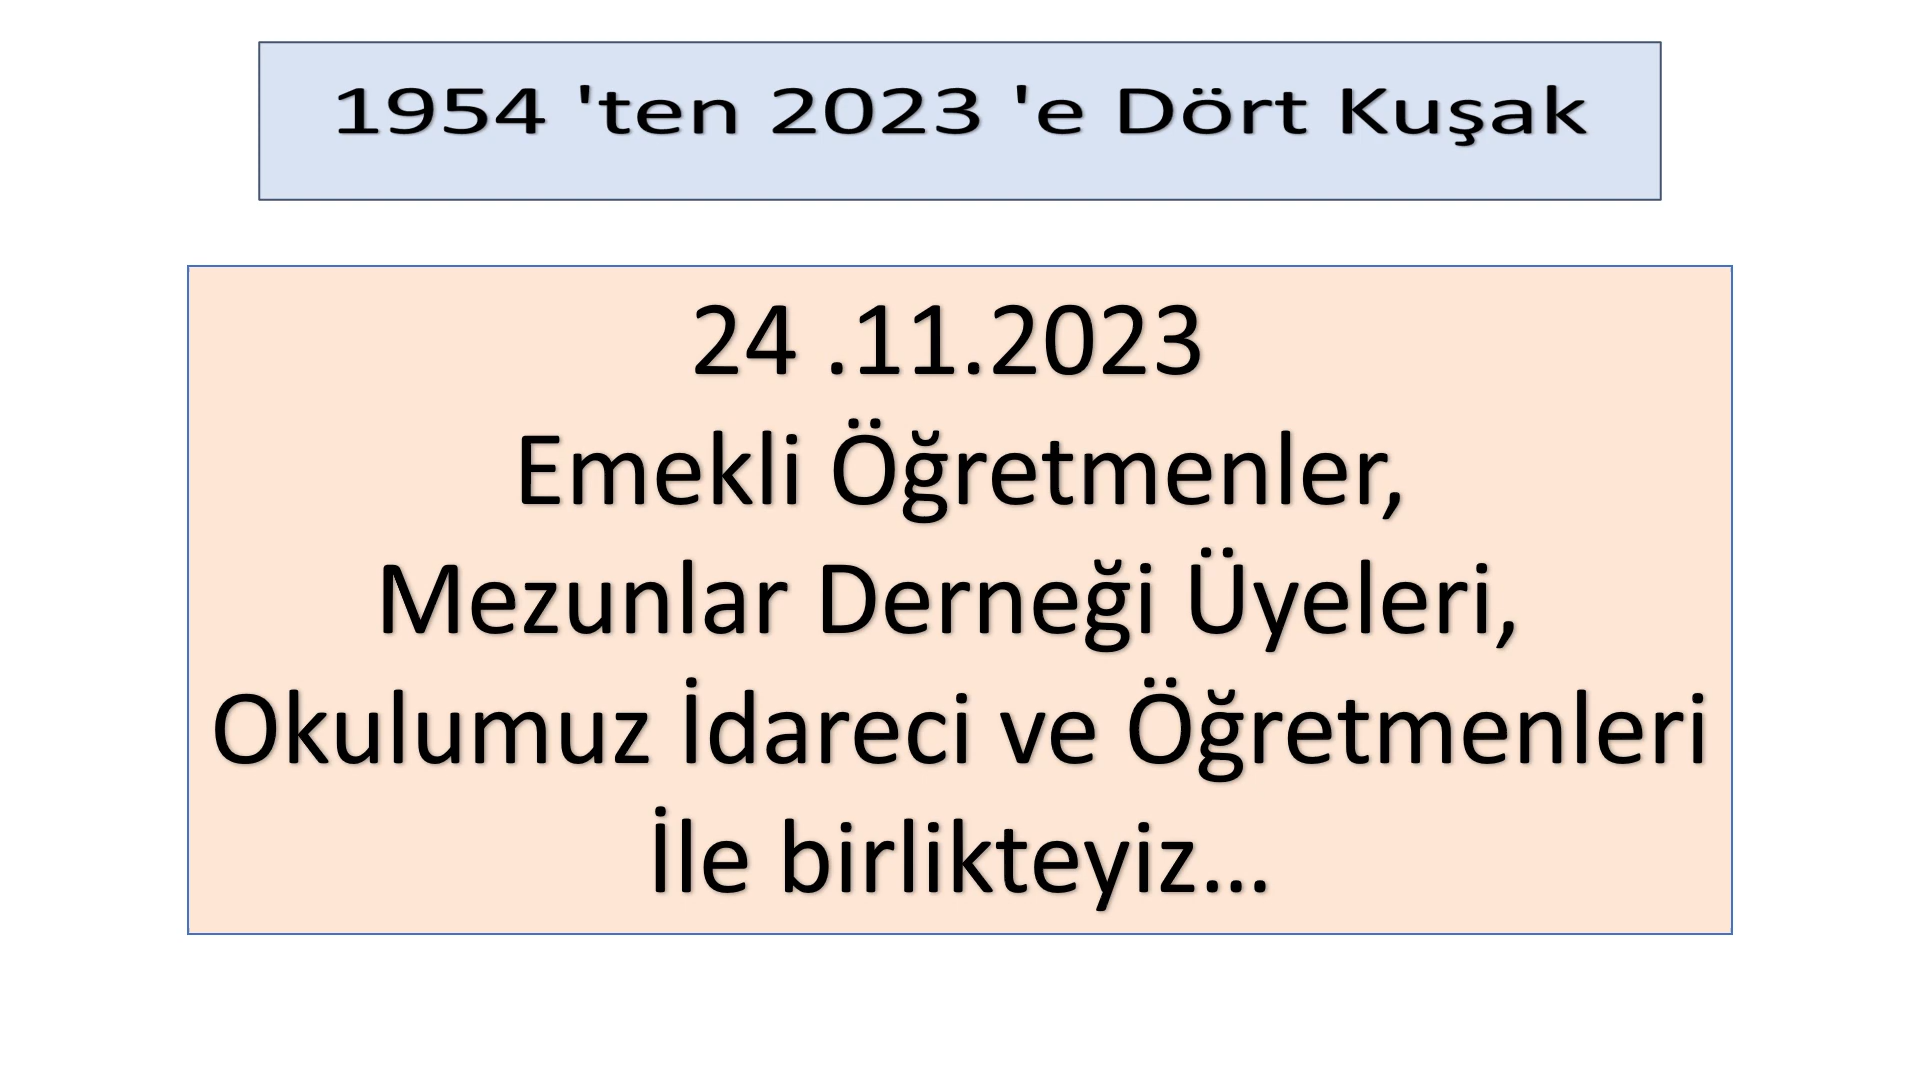 1954 'ten 2023 'e Dört Kuşak
24 .11.2023
Emekli Öğretmenler,
Mezunlar Derneği Üyeleri,
Okulumuz İdareci ve Öğretmenleri
İle birlikteyiz...